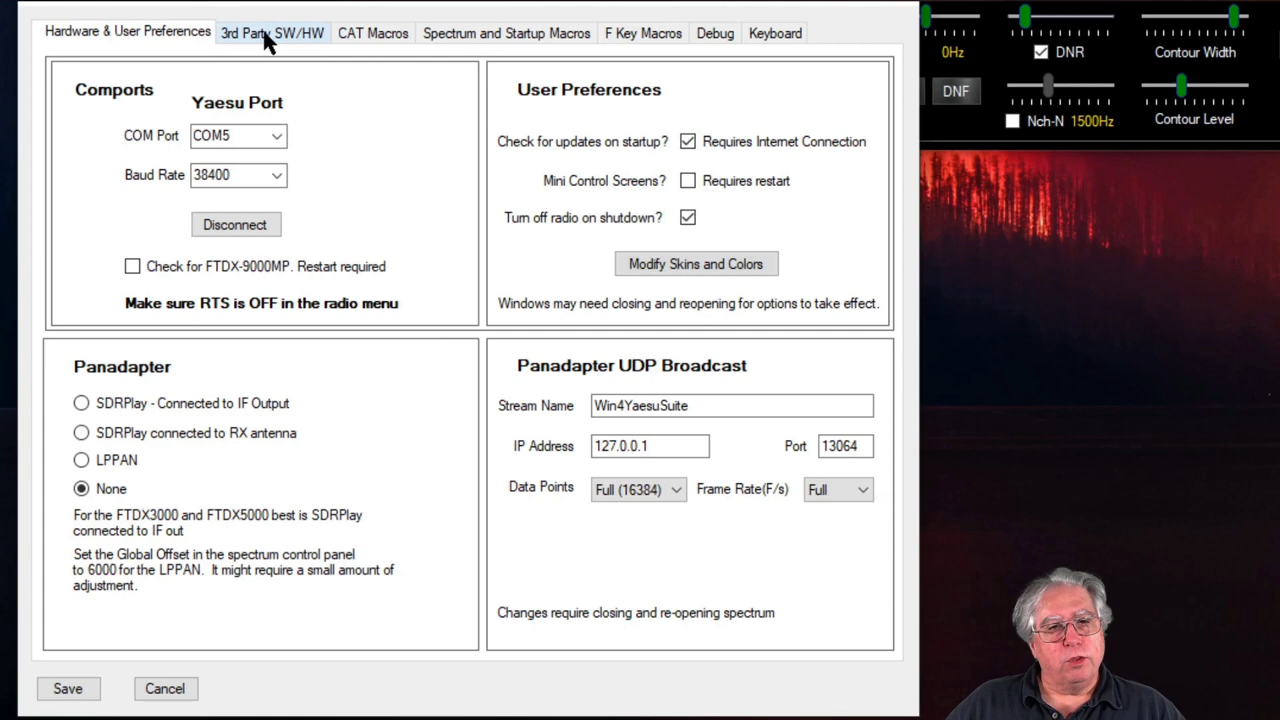 Hardware & User Preferences
3rd Party SW/HW
CAT Macros
Spectrum and Startup Macros
F Key Macros
Debug
Keyboard
Comports
Yaesu Port
COM Port
COM5
Baud Rate
38400
Disconnect
Check for FTDX-9000MP. Restart required
Make sure RTS is OFF in the radio menu
User Preferences
Check for updates on startup?
Requires Internet Connection
Mini Control Screens?
Requires restart
Turn off radio on shutdown?
Modify Skins and Colors
Windows may need closing and reopening for options to take effect.
Panadapter
SDRPlay - Connected to IF Output
SDRPlay connected to RX antenna
LPPAN
None
For the FTDX3000 and FTDX5000 best is SDRPlay
connected to IF out
Set the Global Offset in the spectrum control panel
to 6000 for the LPPAN. It might require a small amount of
adjustment.
Panadapter UDP Broadcast
Stream Name
Win4YaesuSuite
IP Address
127.0.0.1
Port
13064
Data Points
Full (16384)
Frame Rate(F/s)
Full
Changes require closing and re-opening spectrum
Save
Cancel
0Hz
DNR
Contour Width
DNF
Nch-N
1500Hz
Contour Level